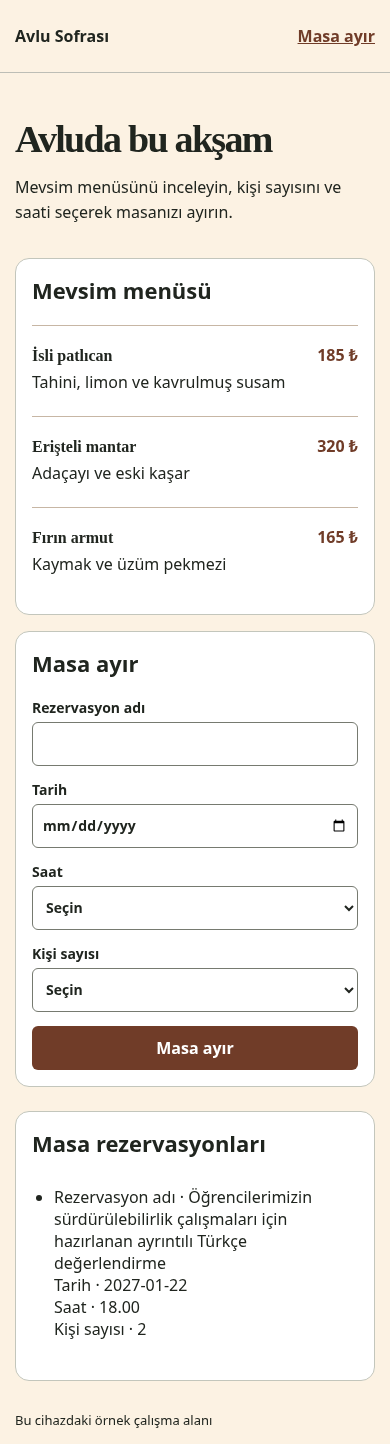 Avlu Sofrası
Masa ayır
Avluda bu akşam
Mevsim menüsünü inceleyin, kişi sayısını ve
saati seçerek masanızı ayırın.
Mevsim menüsü
İsli patlıcan 185 ₺
Tahini, limon ve kavrulmuş susam
Erişteli mantar 320 ₺
Adaçayı ve eski kaşar
Fırın armut 165 ₺
Kaymak ve üzüm pekmezi
Masa ayır
Rezervasyon adı
Tarih
mm/dd/yyyy
Saat
Seçin
Kişi sayısı
Seçin
Masa ayır
Masa rezervasyonları
• Rezervasyon adı · Öğrencilerimizin
sürdürülebilirlik çalışmaları için
hazırlanan ayrıntılı Türkçe
değerlendirme
Tarih · 2027-01-22
Saat · 18.00
Kişi sayısı · 2
Bu cihazdaki örnek çalışma alanı